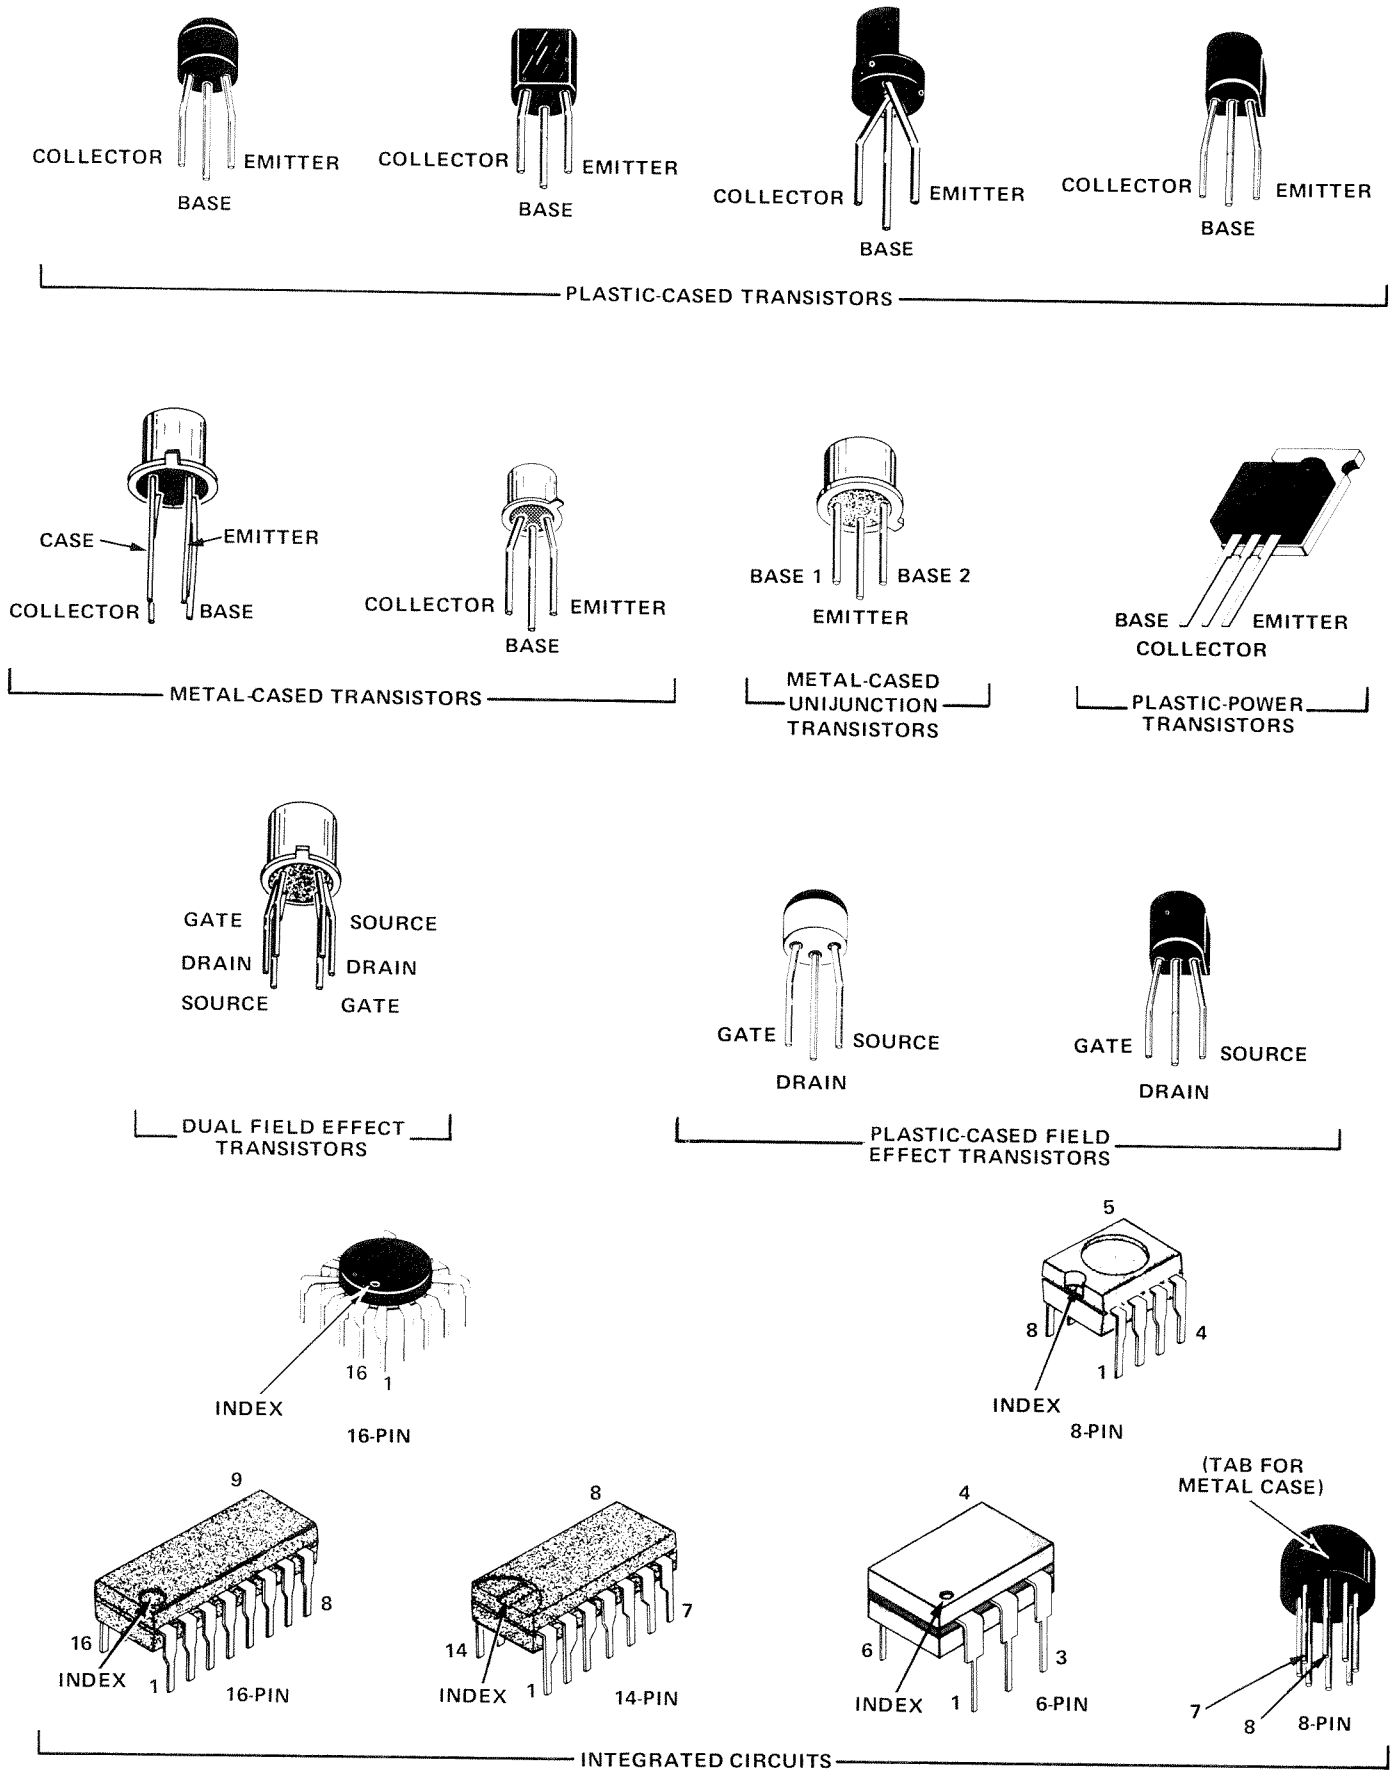 COLLECTOR
EMITTER
BASE
COLLECTOR
EMITTER
BASE
COLLECTOR
EMITTER
BASE
COLLECTOR
EMITTER
BASE
PLASTIC-CASED TRANSISTORS
CASE
EMITTER
COLLECTOR
BASE
COLLECTOR
EMITTER
BASE
METAL-CASED TRANSISTORS
BASE 1
BASE 2
EMITTER
METAL-CASED
UNIJUNCTION
TRANSISTORS
BASE
EMITTER
COLLECTOR
PLASTIC-POWER
TRANSISTORS
GATE
SOURCE
DRAIN
DRAIN
SOURCE
GATE
DUAL FIELD EFFECT
TRANSISTORS
GATE
SOURCE
DRAIN
GATE
SOURCE
DRAIN
PLASTIC-CASED FIELD
EFFECT TRANSISTORS
16
1
INDEX
16-PIN
5
8
4
1
INDEX
8-PIN
9
8
16
INDEX
1
16-PIN
8
7
14
INDEX
1
14-PIN
4
6
3
INDEX
1
6-PIN
(TAB FOR
METAL CASE)
7
8
8-PIN
INTEGRATED CIRCUITS